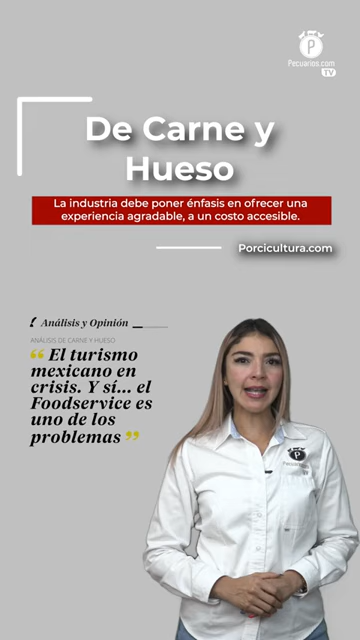 P
Pecuarios.com
TV
De Carne y
Hueso
La industria debe poner énfasis en ofrecer una
experiencia agradable, a un costo accesible.
Porcicultura.com
Análisis y Opinión
ANÁLISIS DE CARNE Y HUESO
“ El turismo
mexicano en
crisis. Y sí... el
Foodservice es
uno de los
problemas ”
P
Pecuarios
TV